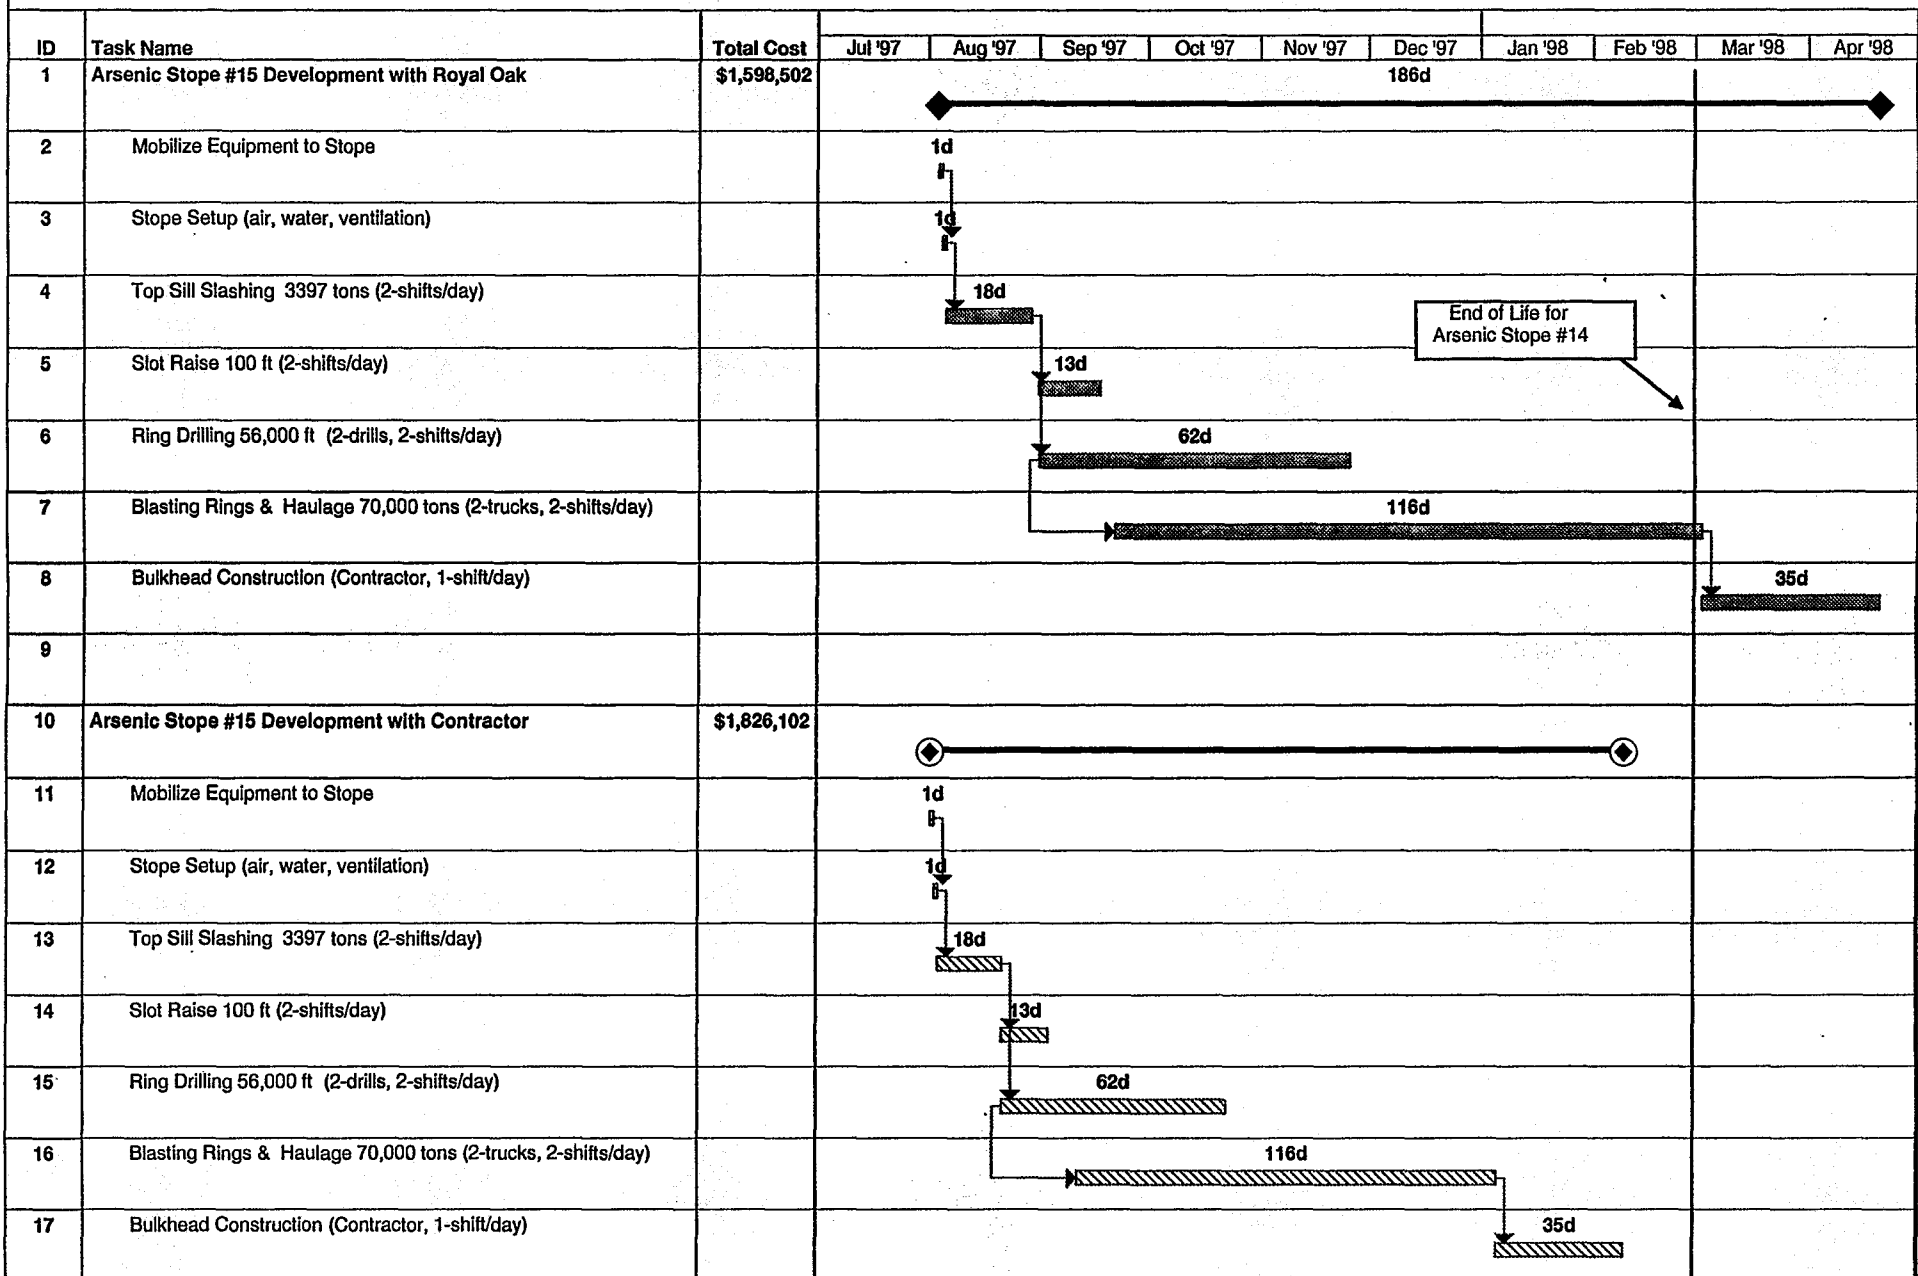 ID Task Name Total Cost Jul '97 Aug '97 Sep '97 Oct '97 Nov '97 Dec '97 Jan '98 Feb '98 Mar '98 Apr '98
1 Arsenic Stope #15 Development with Royal Oak $1,598,502 186d
2 Mobilize Equipment to Stope 1d
3 Stope Setup (air, water, ventilation) 1d
4 Top Sill Slashing 3397 tons (2-shifts/day) 18d
End of Life for
Arsenic Stope #14
5 Slot Raise 100 ft (2-shifts/day) 13d
6 Ring Drilling 56,000 ft (2-drills, 2-shifts/day) 62d
7 Blasting Rings & Haulage 70,000 tons (2-trucks, 2-shifts/day) 116d
8 Bulkhead Construction (Contractor, 1-shift/day) 35d
9
10 Arsenic Stope #15 Development with Contractor $1,826,102
11 Mobilize Equipment to Stope 1d
12 Stope Setup (air, water, ventilation) 1d
13 Top Sill Slashing 3397 tons (2-shifts/day) 18d
14 Slot Raise 100 ft (2-shifts/day) 13d
15 Ring Drilling 56,000 ft (2-drills, 2-shifts/day) 62d
16 Blasting Rings & Haulage 70,000 tons (2-trucks, 2-shifts/day) 116d
17 Bulkhead Construction (Contractor, 1-shift/day) 35d